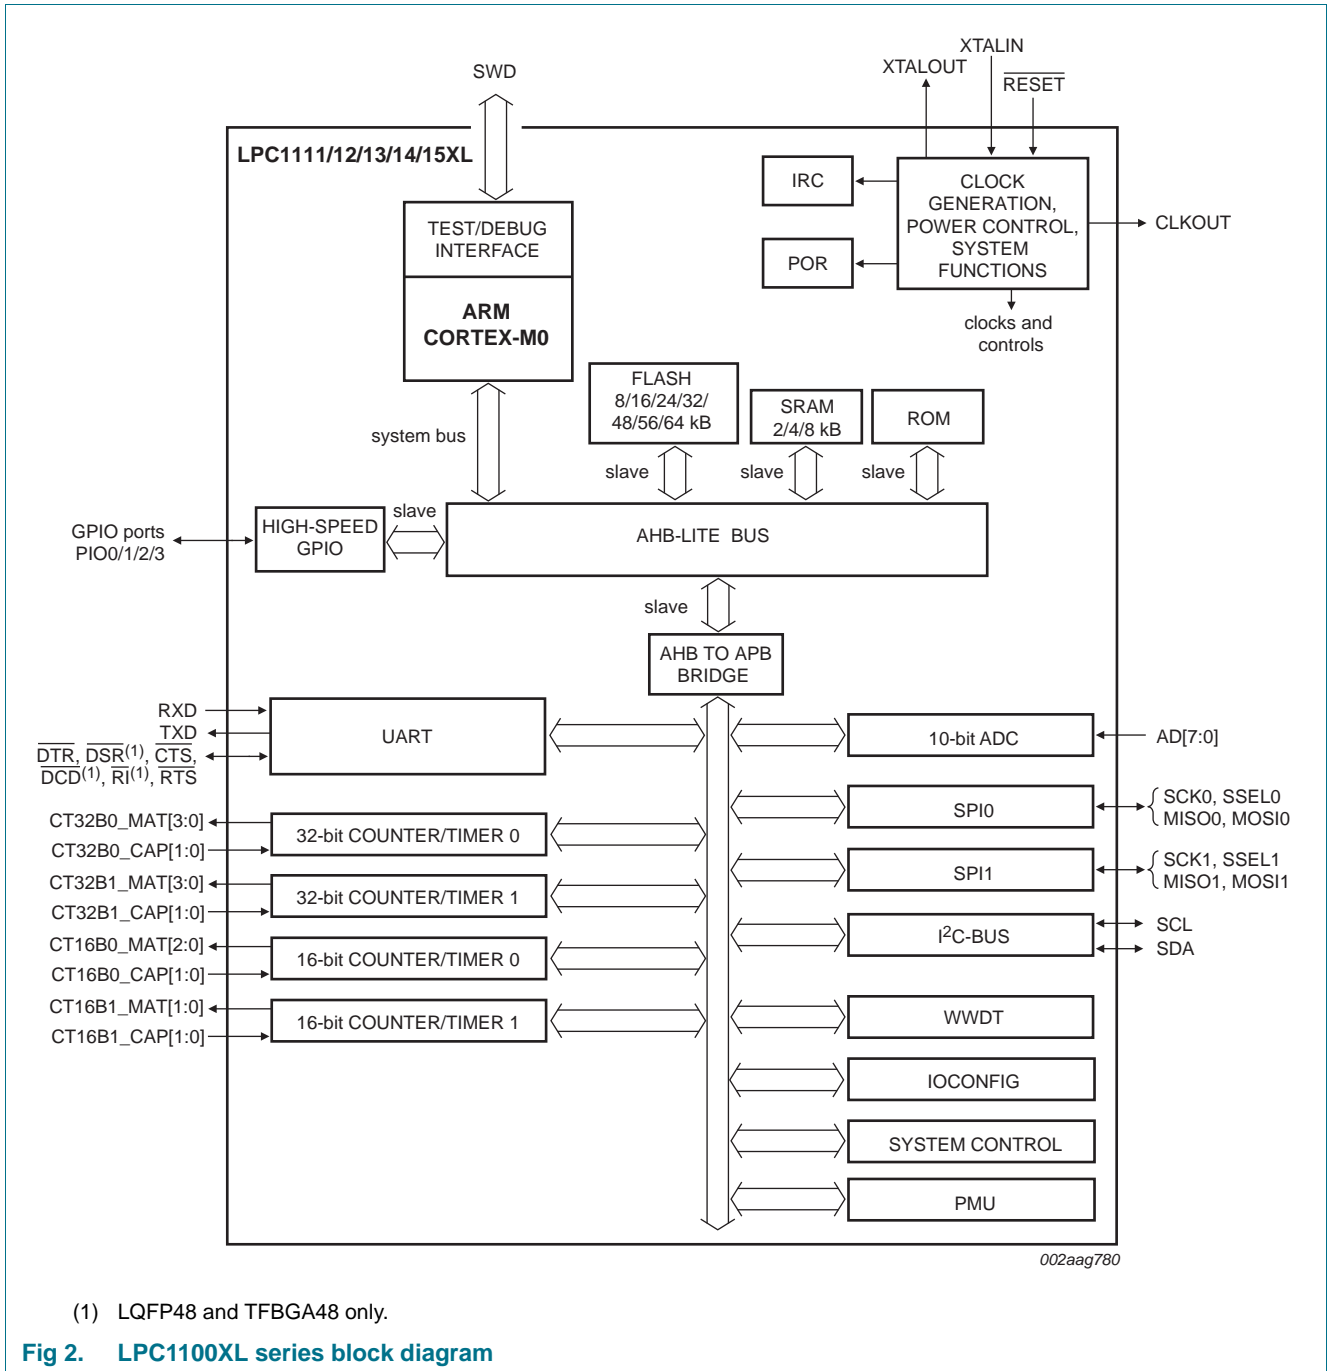 XTALIN
XTALOUT
SWD
RESET
LPC1111/12/13/14/15XL
IRC
CLOCK
GENERATION,
POWER CONTROL,
SYSTEM
FUNCTIONS
CLKOUT
TEST/DEBUG
INTERFACE
POR
ARM
CORTEX-M0
clocks and
controls
FLASH
8/16/24/32/
48/56/64 kB
SRAM
2/4/8 kB
ROM
system bus
slave
slave
slave
slave
GPIO ports
PIO0/1/2/3
HIGH-SPEED
GPIO
AHB-LITE BUS
slave
AHB TO APB
BRIDGE
RXD
TXD
DTR, DSR(1), CTS,
DCD(1), RI(1), RTS
UART
10-bit ADC
AD[7:0]
SPI0
SCK0, SSEL0
MISO0, MOSI0
CT32B0_MAT[3:0]
CT32B0_CAP[1:0]
32-bit COUNTER/TIMER 0
SPI1
SCK1, SSEL1
MISO1, MOSI1
CT32B1_MAT[3:0]
CT32B1_CAP[1:0]
32-bit COUNTER/TIMER 1
I2C-BUS
SCL
SDA
CT16B0_MAT[2:0]
CT16B0_CAP[1:0]
16-bit COUNTER/TIMER 0
CT16B1_MAT[1:0]
CT16B1_CAP[1:0]
16-bit COUNTER/TIMER 1
WWDT
IOCONFIG
SYSTEM CONTROL
PMU
002aag780
(1) LQFP48 and TFBGA48 only.
Fig 2. LPC1100XL series block diagram